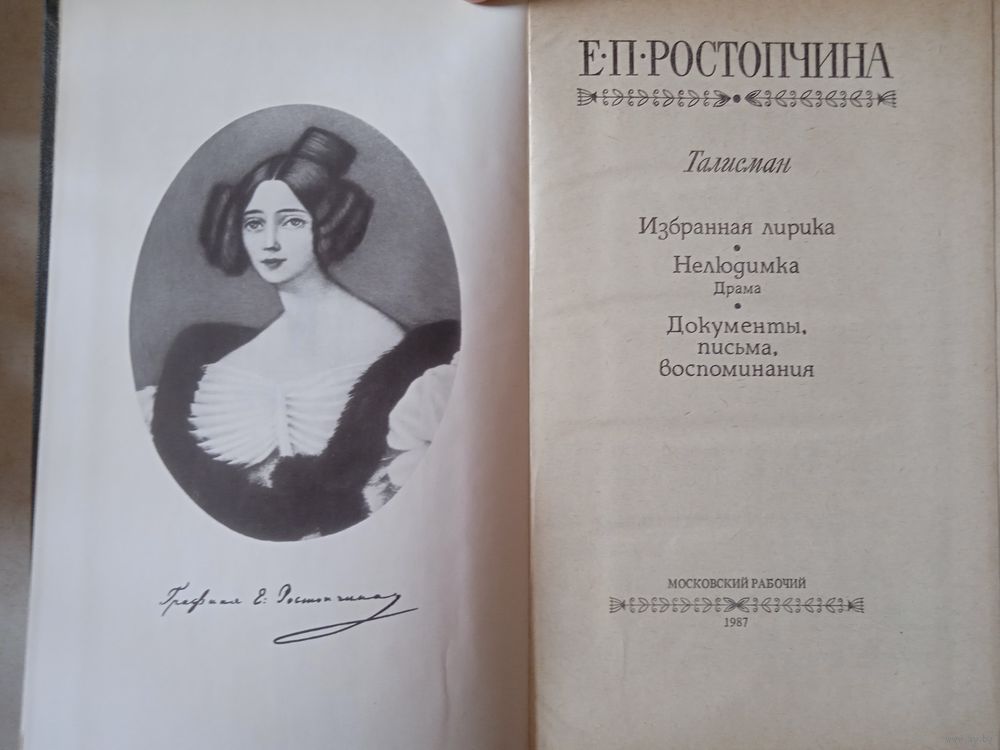 Графиня Е. Ростопчина
Е·П·РОСТОПЧИНА
Талисман
Избранная лирика
Нелюдимка
Драма
Документы,
письма,
воспоминания
МОСКОВСКИЙ РАБОЧИЙ
1987